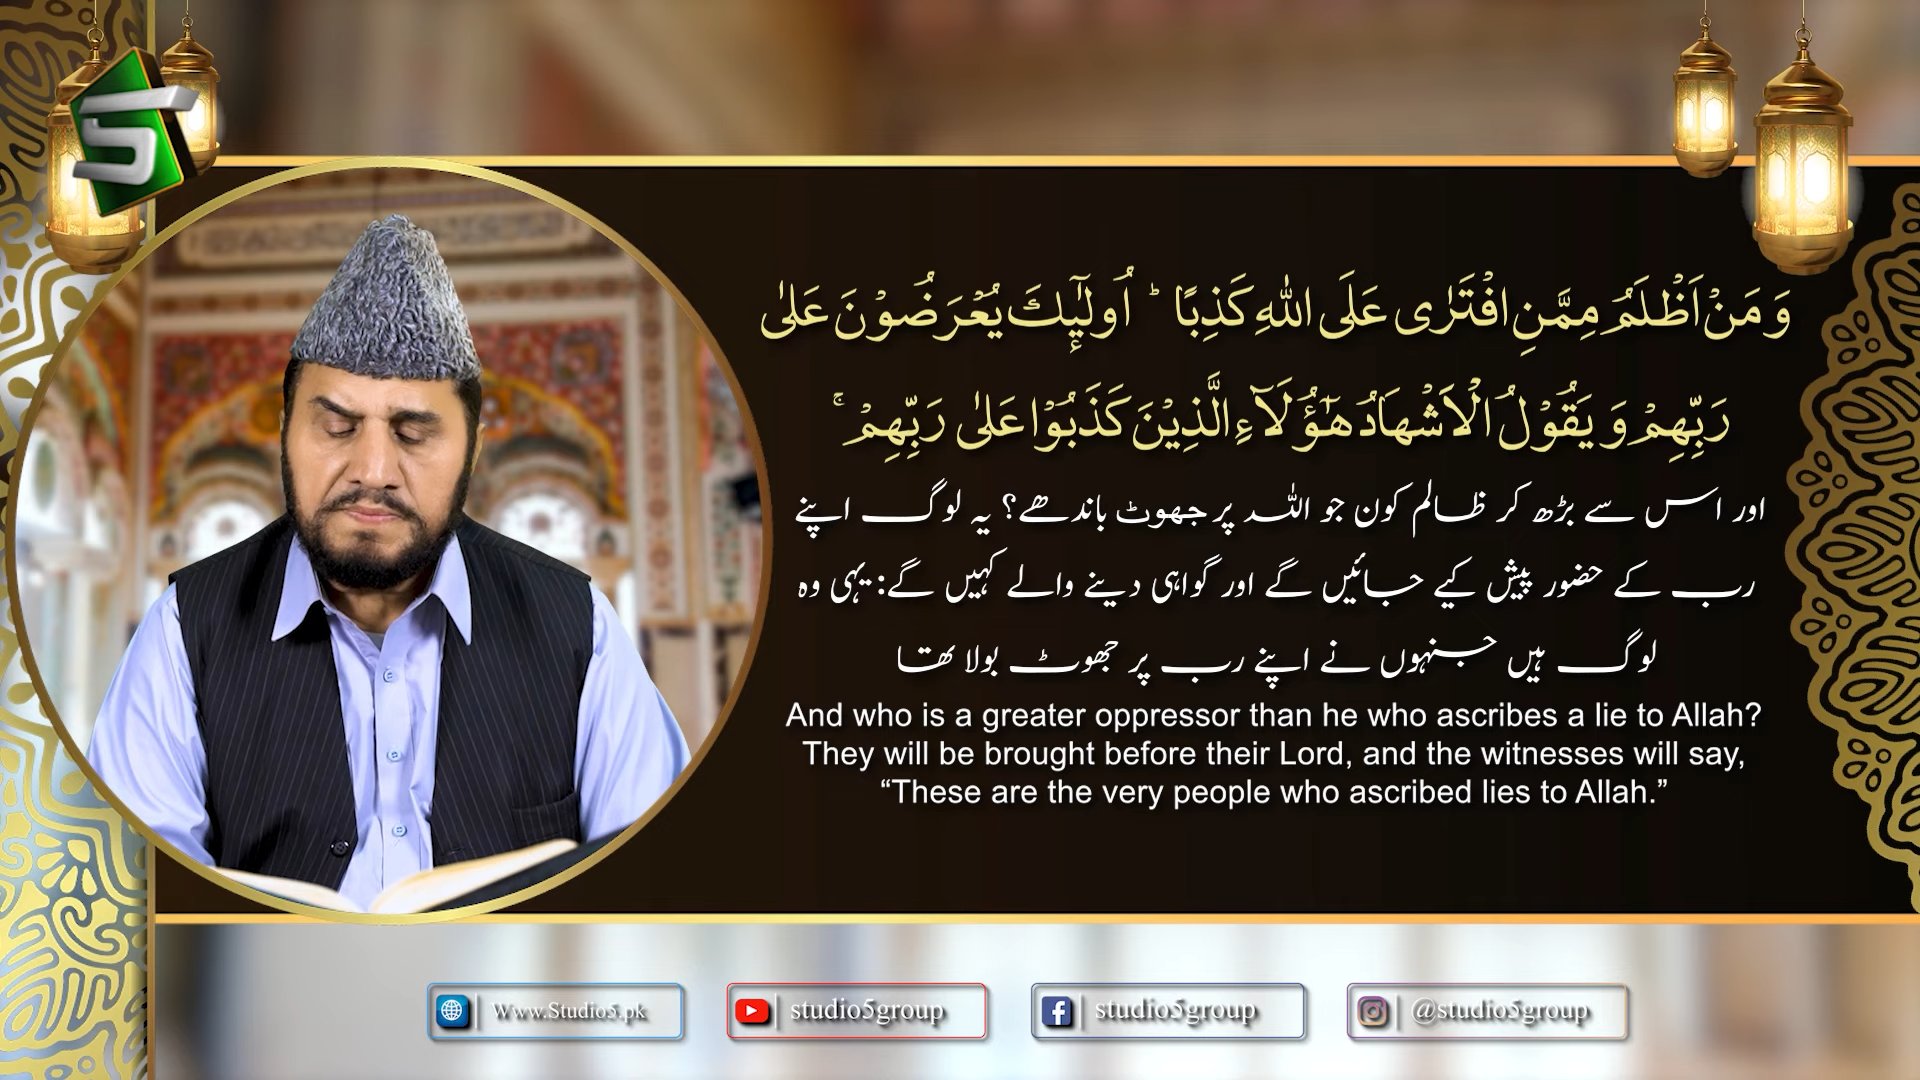 وَ مَنْ اَظْلَمُ مِمَّنِ افْتَرٰى عَلَى اللّٰهِ كَذِبًا ؕ اُولٰٓىِٕكَ یُعْرَضُوْنَ عَلٰى
رَبِّهِمْ وَ یَقُوْلُ الْاَشْهَادُ هٰۤؤُلَآءِ الَّذِیْنَ كَذَبُوْا عَلٰى رَبِّهِمْ ۚ
اور اس سے بڑھ کر ظالم کون جو اللہ پر جھوٹ باندھے؟ یہ لوگ اپنے
رب کے حضور پیش کیے جائیں گے اور گواہی دینے والے کہیں گے: یہی وہ
لوگ ہیں جنہوں نے اپنے رب پر جھوٹ بولا تھا
And who is a greater oppressor than he who ascribes a lie to Allah?
They will be brought before their Lord, and the witnesses will say,
“These are the very people who ascribed lies to Allah.”
Www.Studio5.pk
studio5group
studio5group
@studio5group